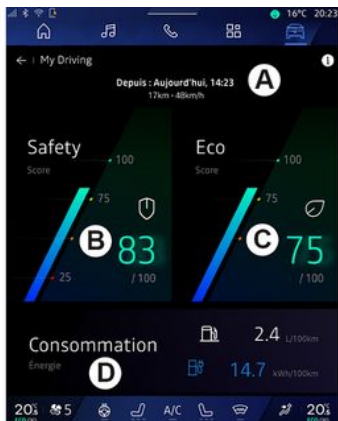 16°C 20:23
My Driving
Depuis : Aujourd'hui, 14:23
17km - 48km/h
A
Safety
Score
100
75
B
83
25
/ 100
Eco
Score
100
75
C
75
25
/ 100
Consommation
Energie
D
2.4 L/100km
14.7 kWh/100km
20.5
5
A/C
20.5